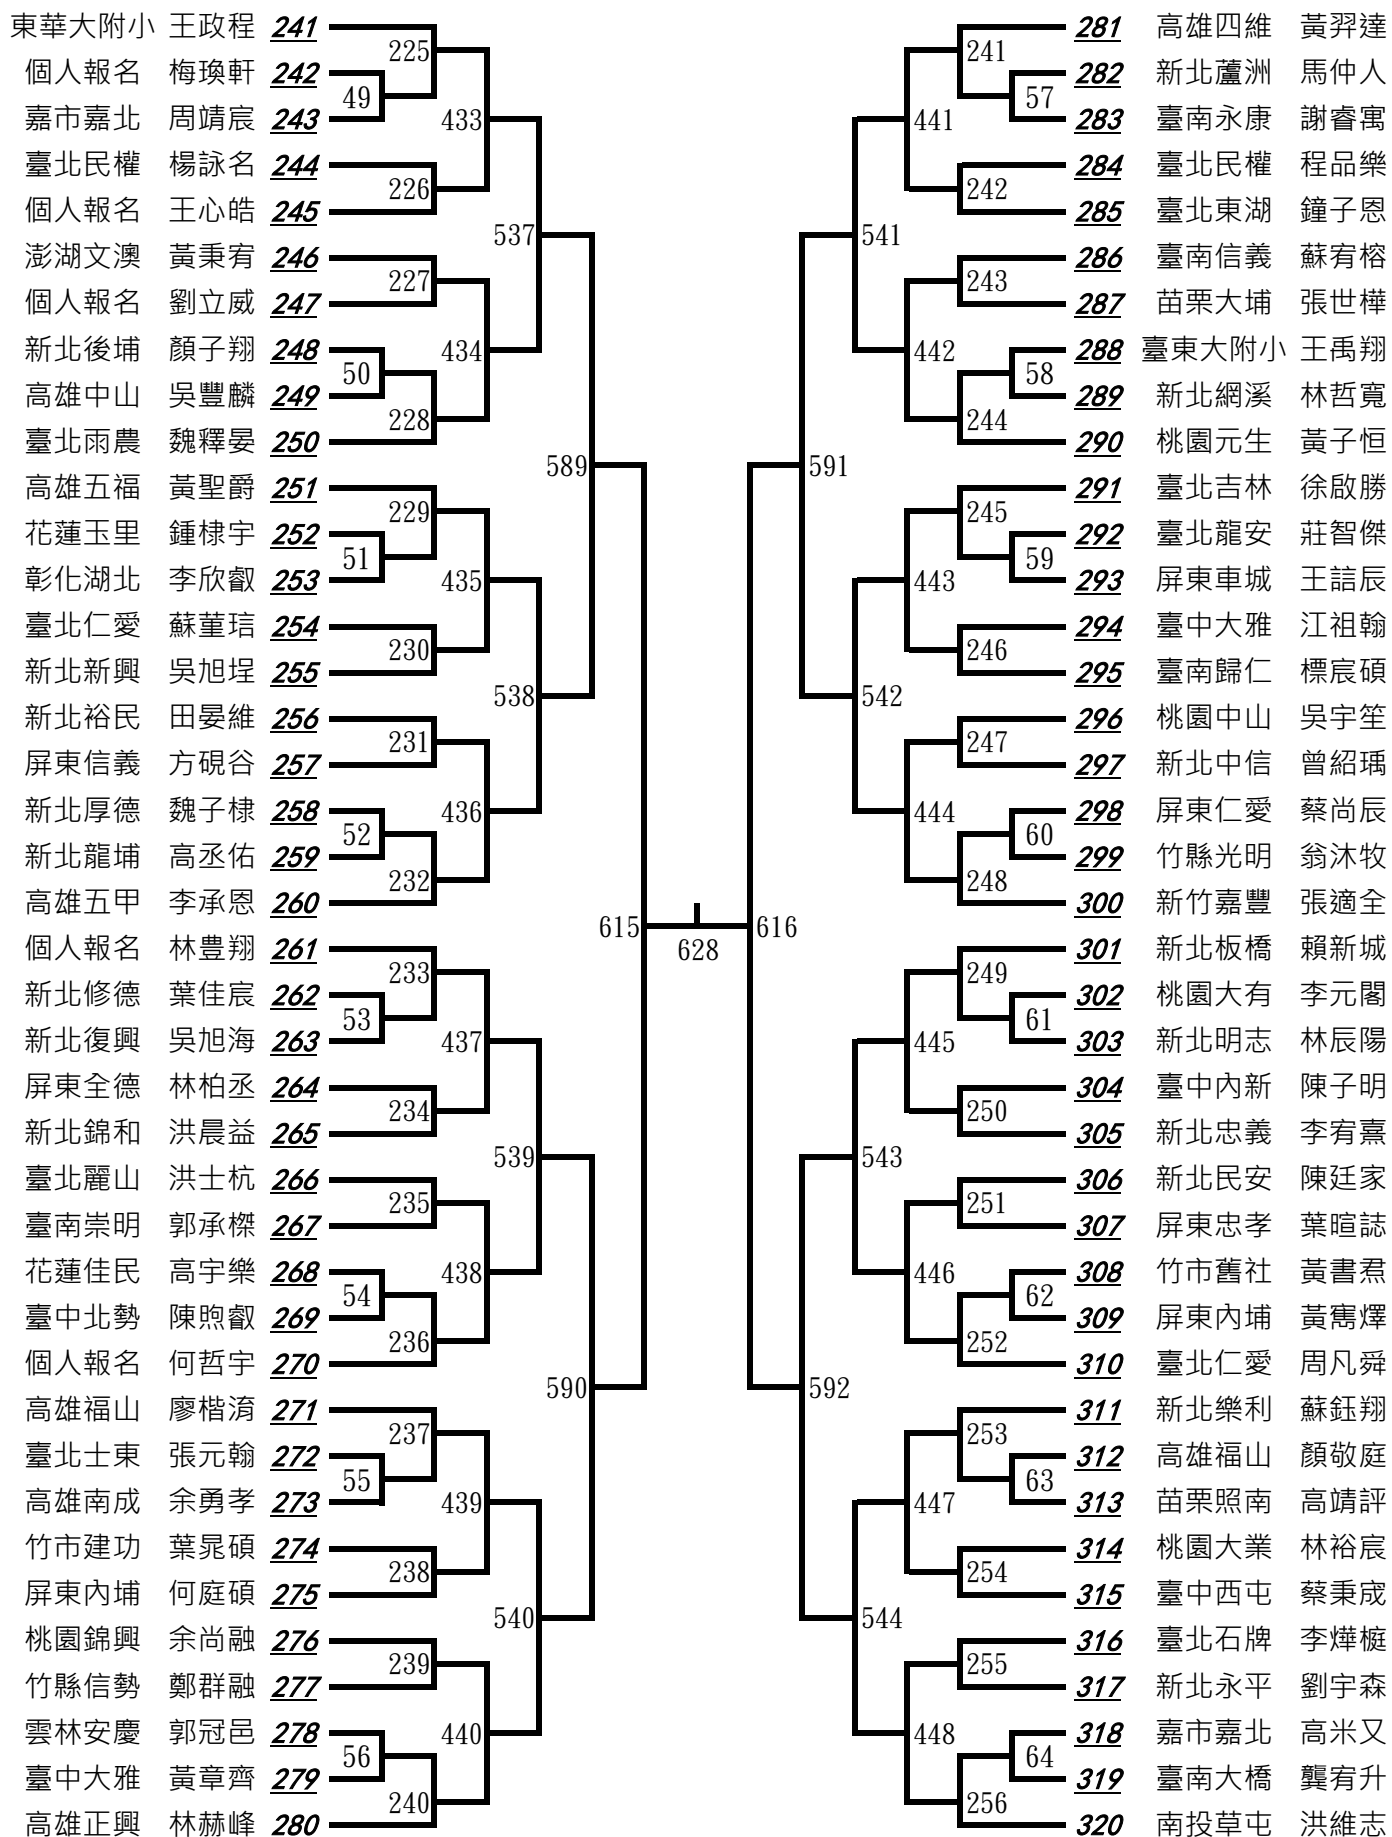 東華大附小 王政程 241
個人報名 梅瑍軒 242
嘉市嘉北 周靖宸 243
臺北民權 楊詠名 244
個人報名 王心皓 245
澎湖文澳 黃秉宥 246
個人報名 劉立威 247
新北後埔 顏子翔 248
高雄中山 吳豐麟 249
臺北雨農 魏釋晏 250
高雄五福 黃聖爵 251
花蓮玉里 鍾棣宇 252
彰化湖北 李欣叡 253
臺北仁愛 蘇菫琂 254
新北新興 吳旭埕 255
新北裕民 田晏維 256
屏東信義 方硯谷 257
新北厚德 魏子棣 258
新北龍埔 高丞佑 259
高雄五甲 李承恩 260
個人報名 林豊翔 261
新北修德 葉佳宸 262
新北復興 吳旭海 263
屏東全德 林柏丞 264
新北錦和 洪晨益 265
臺北麗山 洪士杭 266
臺南崇明 郭承榤 267
花蓮佳民 高宇樂 268
臺中北勢 陳煦叡 269
個人報名 何哲宇 270
高雄福山 廖楷淯 271
臺北士東 張元翰 272
高雄南成 余勇孝 273
竹市建功 葉晁碩 274
屏東內埔 何庭碩 275
桃園錦興 余尚融 276
竹縣信勢 鄭群融 277
雲林安慶 郭冠邑 278
臺中大雅 黃章齊 279
高雄正興 林赫峰 280
225
49
433
226
537
227
434
50
228
589
229
51
435
230
538
231
436
52
232
615
233
53
437
234
539
235
438
54
236
590
237
55
439
238
540
239
440
56
240
628
616
241
57
441
242
541
243
442
58
244
591
245
59
443
246
542
247
444
60
248
249
61
445
250
543
251
446
62
252
592
253
63
447
254
544
255
448
64
256
281 高雄四維 黃羿達
282 新北蘆洲 馬仲人
283 臺南永康 謝睿寓
284 臺北民權 程品樂
285 臺北東湖 鐘子恩
286 臺南信義 蘇宥榕
287 苗栗大埔 張世樺
288 臺東大附小 王禹翔
289 新北網溪 林哲寬
290 桃園元生 黃子恒
291 臺北吉林 徐啟勝
292 臺北龍安 莊智傑
293 屏東車城 王諳辰
294 臺中大雅 江祖翰
295 臺南歸仁 標宸碩
296 桃園中山 吳宇笙
297 新北中信 曾紹瑀
298 屏東仁愛 蔡尚辰
299 竹縣光明 翁沐牧
300 新竹嘉豐 張適全
301 新北板橋 賴新城
302 桃園大有 李元閣
303 新北明志 林辰陽
304 臺中內新 陳子明
305 新北忠義 李宥熹
306 新北民安 陳廷家
307 屏東忠孝 葉暄誌
308 竹市舊社 黃書焄
309 屏東內埔 黃寯燡
310 臺北仁愛 周凡舜
311 新北樂利 蘇鈺翔
312 高雄福山 顏敬庭
313 苗栗照南 高靖評
314 桃園大業 林裕宸
315 臺中西屯 蔡秉宬
316 臺北石牌 李燁榳
317 新北永平 劉宇森
318 嘉市嘉北 高米又
319 臺南大橋 龔宥升
320 南投草屯 洪維志